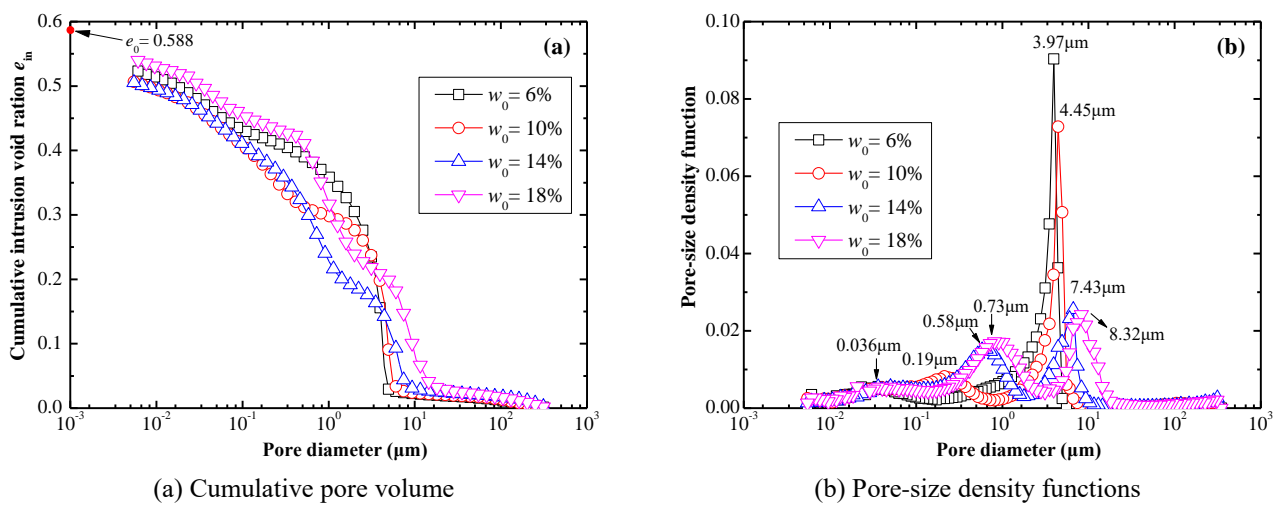 Cumulative intrusion void ration e_in
0.6
0.5
0.4
0.3
0.2
0.1
0.0
e₀= 0.588
(a)
w₀= 6%
w₀= 10%
w₀= 14%
w₀= 18%
10⁻³ 10⁻² 10⁻¹ 10⁰ 10¹ 10² 10³
Pore diameter (μm)
(a) Cumulative pore volume
Pore-size density function
0.10
0.08
0.06
0.04
0.02
0.00
(b)
3.97μm
4.45μm
w₀= 6%
w₀= 10%
w₀= 14%
w₀= 18%
7.43μm
8.32μm
0.73μm
0.58μm
0.19μm
0.036μm
10⁻³ 10⁻² 10⁻¹ 10⁰ 10¹ 10² 10³
Pore diameter (μm)
(b) Pore-size density functions